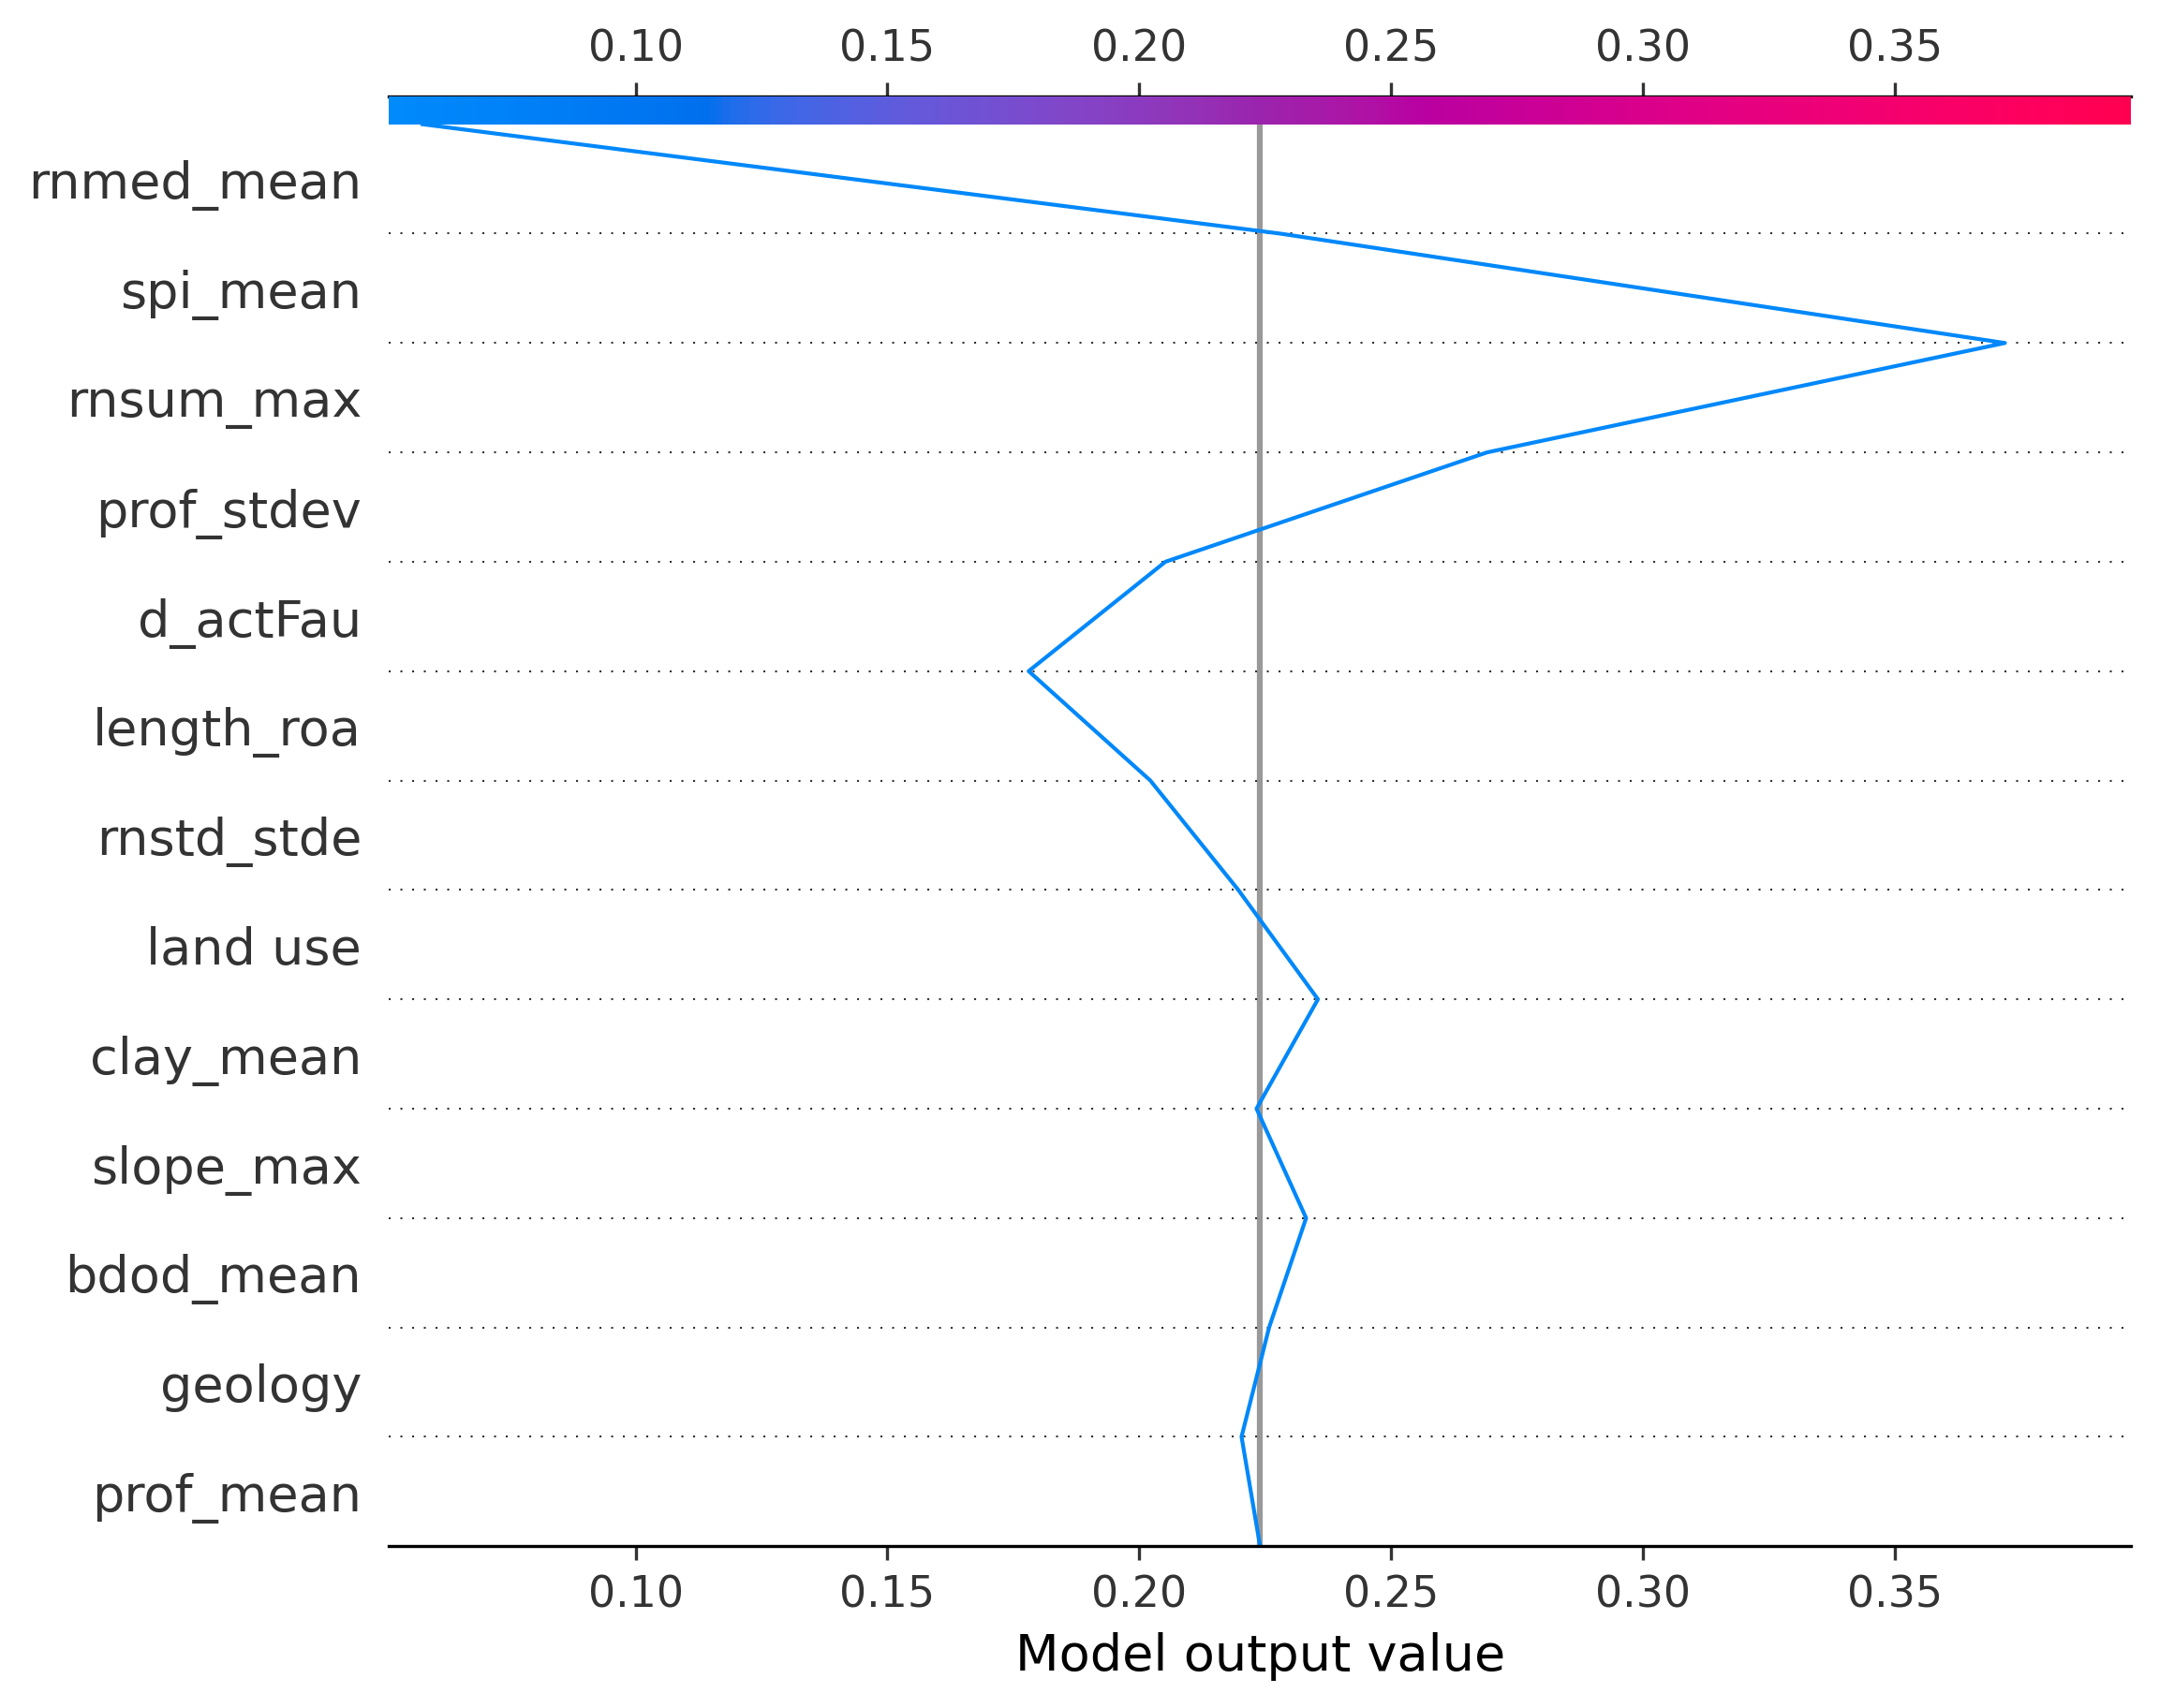 0.10 0.15 0.20 0.25 0.30 0.35
rnmed_mean
spi_mean
rnsum_max
prof_stdev
d_actFau
length_roa
rnstd_stde
land use
clay_mean
slope_max
bdod_mean
geology
prof_mean
0.10 0.15 0.20 0.25 0.30 0.35
Model output value